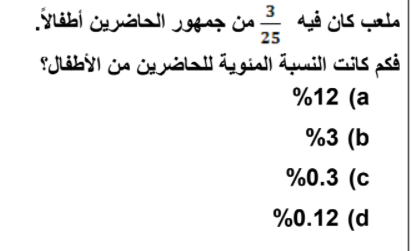 ملعب كان فيه 3/25 من جمهور الحاضرين أطفالاً.
فكم كانت النسبة المئوية للحاضرين من الأطفال؟
a) 12%
b) 3%
c) 0.3%
d) 0.12%